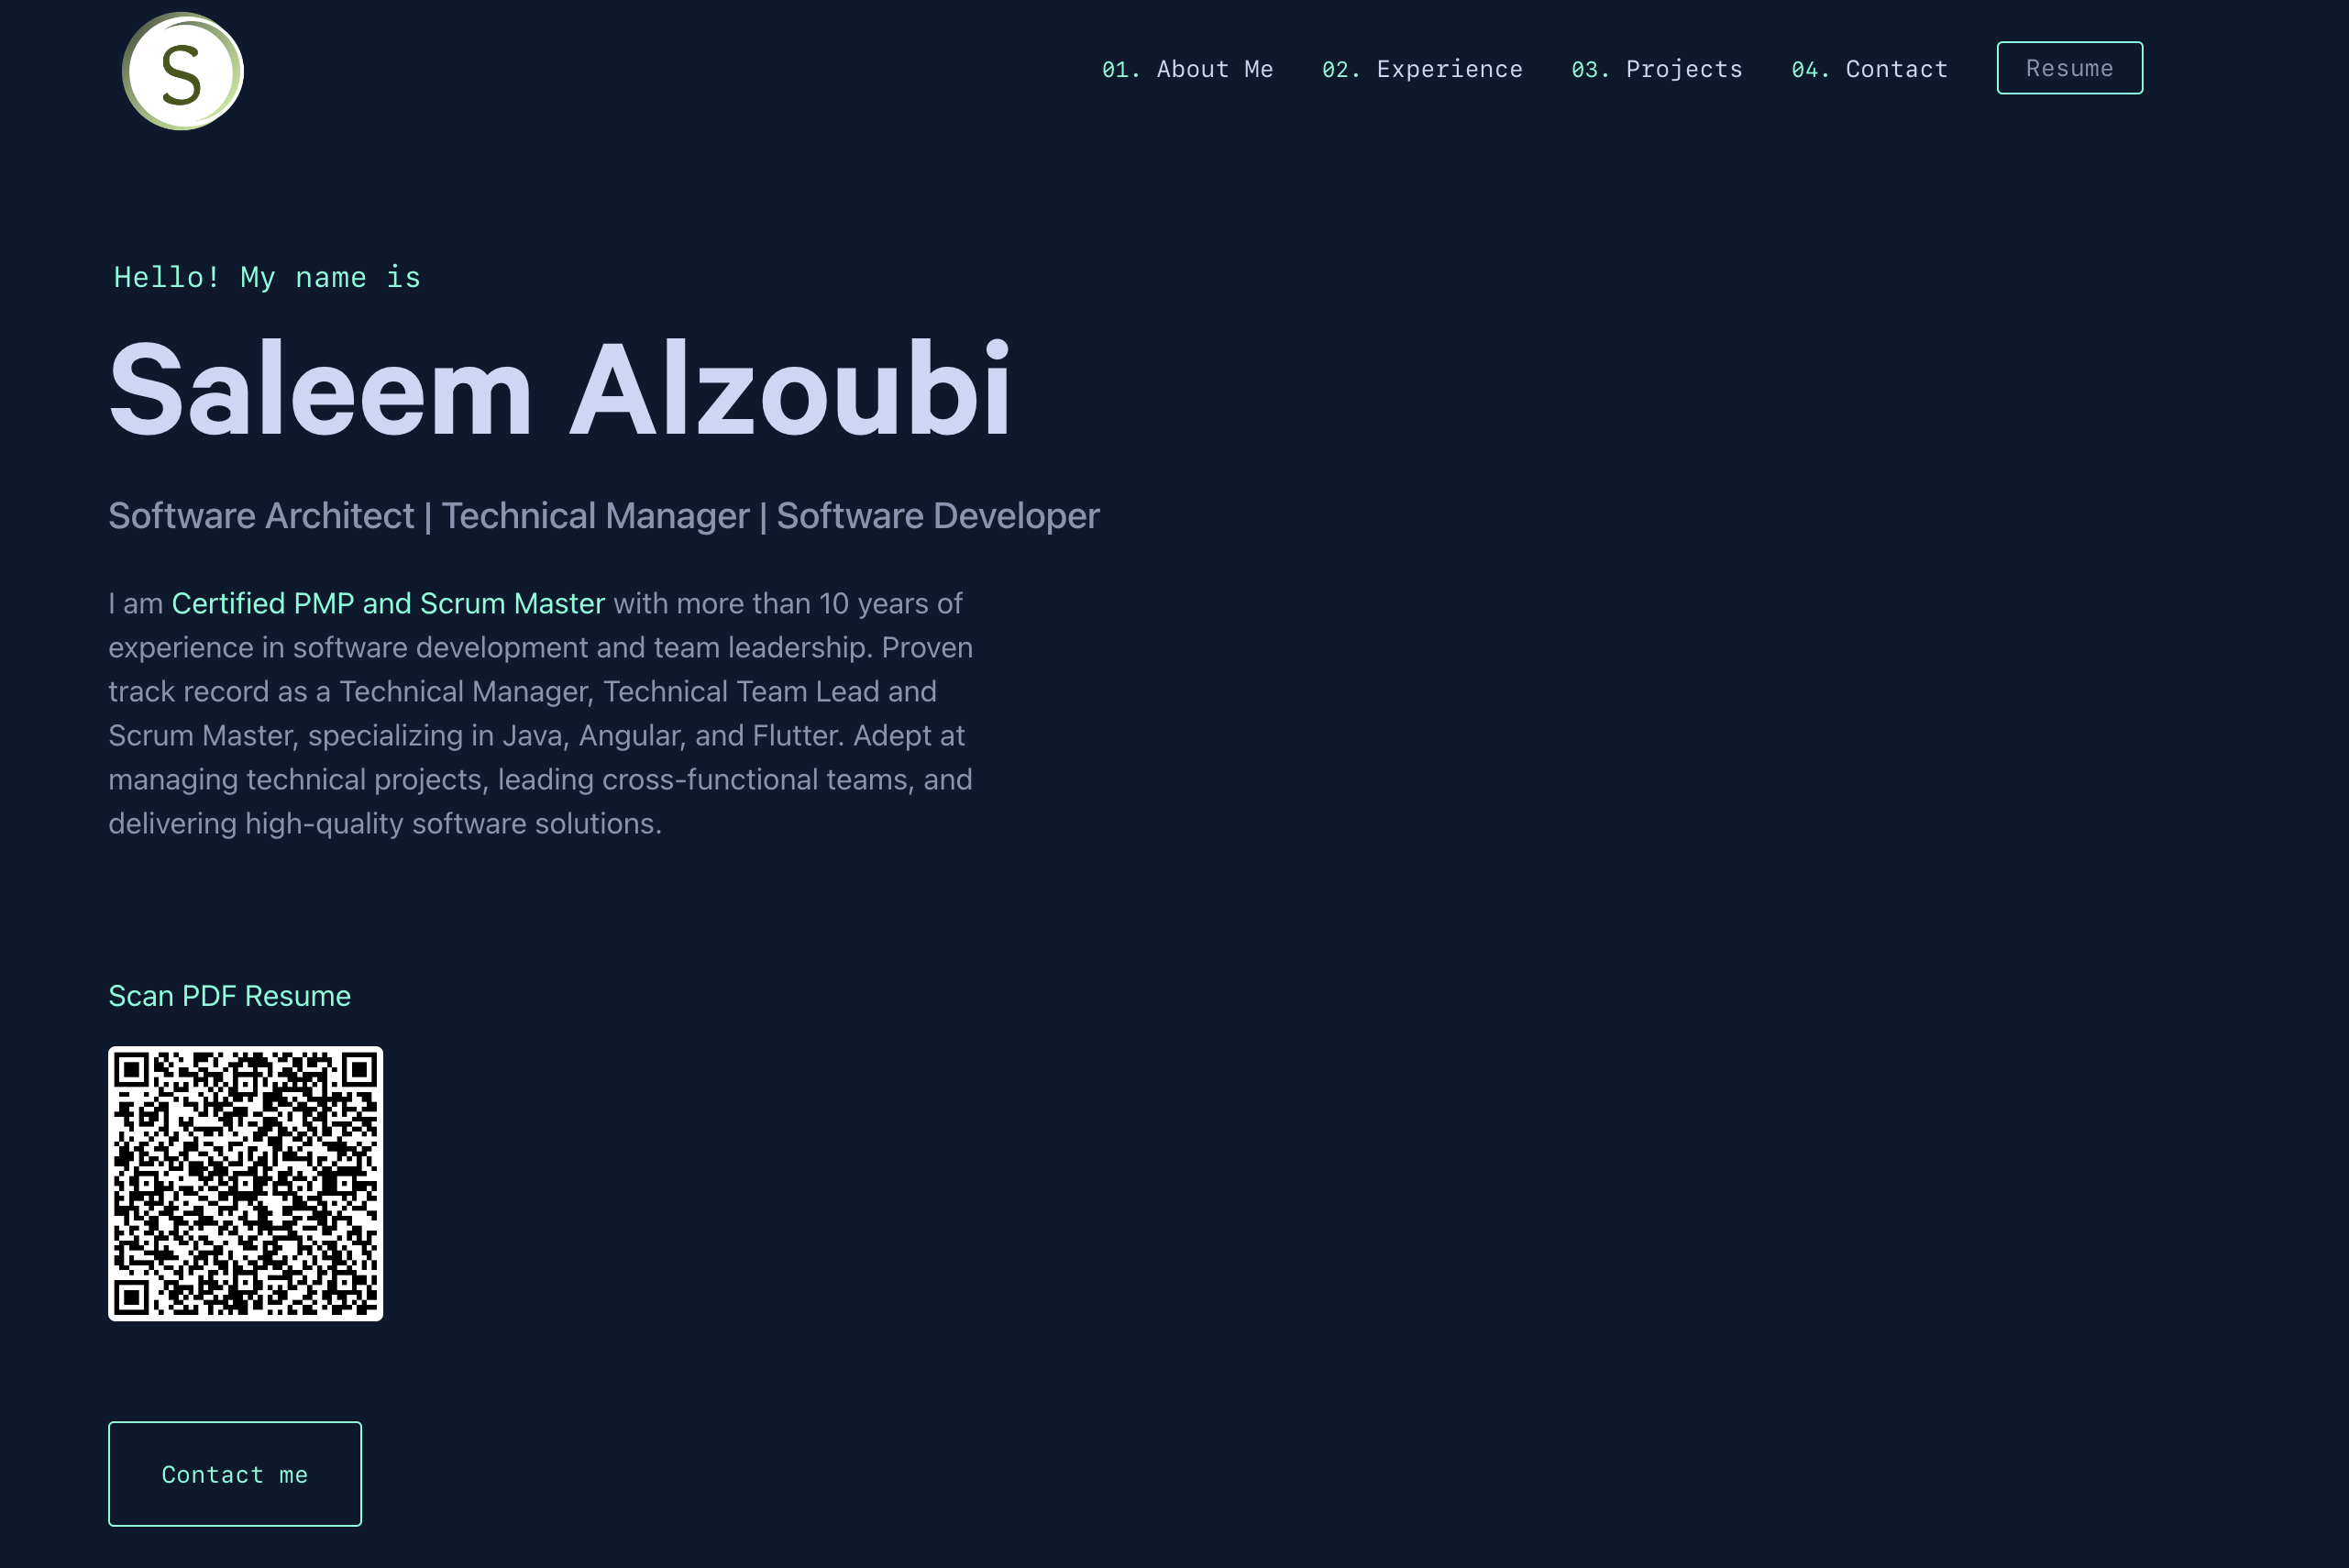 S
01. About Me 02. Experience 03. Projects 04. Contact Resume
Hello! My name is
Saleem Alzoubi
Software Architect | Technical Manager | Software Developer
I am Certified PMP and Scrum Master with more than 10 years of
experience in software development and team leadership. Proven
track record as a Technical Manager, Technical Team Lead and
Scrum Master, specializing in Java, Angular, and Flutter. Adept at
managing technical projects, leading cross-functional teams, and
delivering high-quality software solutions.
Scan PDF Resume
Contact me